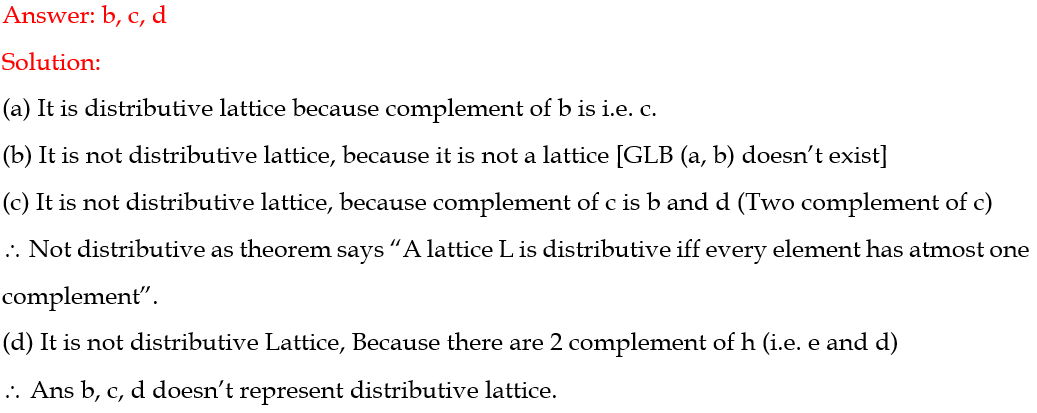 Answer: b, c, d
Solution:
(a) It is distributive lattice because complement of b is i.e. c.
(b) It is not distributive lattice, because it is not a lattice [GLB (a, b) doesn’t exist]
(c) It is not distributive lattice, because complement of c is b and d (Two complement of c)
∴ Not distributive as theorem says “A lattice L is distributive iff every element has atmost one
complement”.
(d) It is not distributive Lattice, Because there are 2 complement of h (i.e. e and d)
∴ Ans b, c, d doesn’t represent distributive lattice.